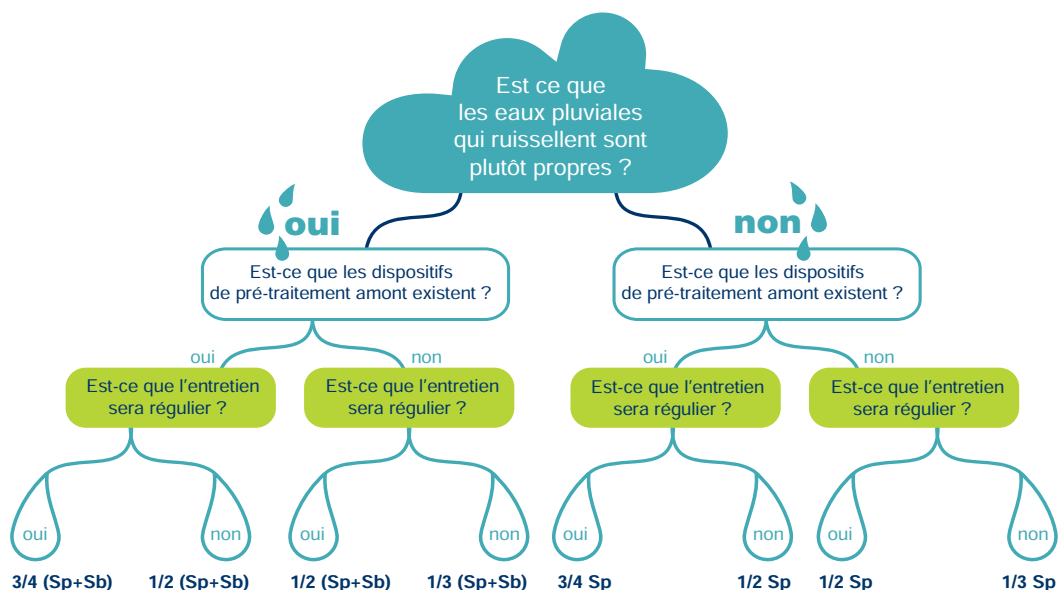 Est ce que
les eaux pluviales
qui ruissellent sont
plutôt propres ?
oui
non
Est-ce que les dispositifs
de pré-traitement amont existent ?
Est-ce que les dispositifs
de pré-traitement amont existent ?
oui
non
oui
non
Est-ce que l'entretien
sera régulier ?
Est-ce que l'entretien
sera régulier ?
Est-ce que l'entretien
sera régulier ?
Est-ce que l'entretien
sera régulier ?
oui
non
oui
non
oui
non
oui
non
3/4 (Sp+Sb)
1/2 (Sp+Sb)
1/2 (Sp+Sb)
1/3 (Sp+Sb)
3/4 Sp
1/2 Sp
1/2 Sp
1/3 Sp